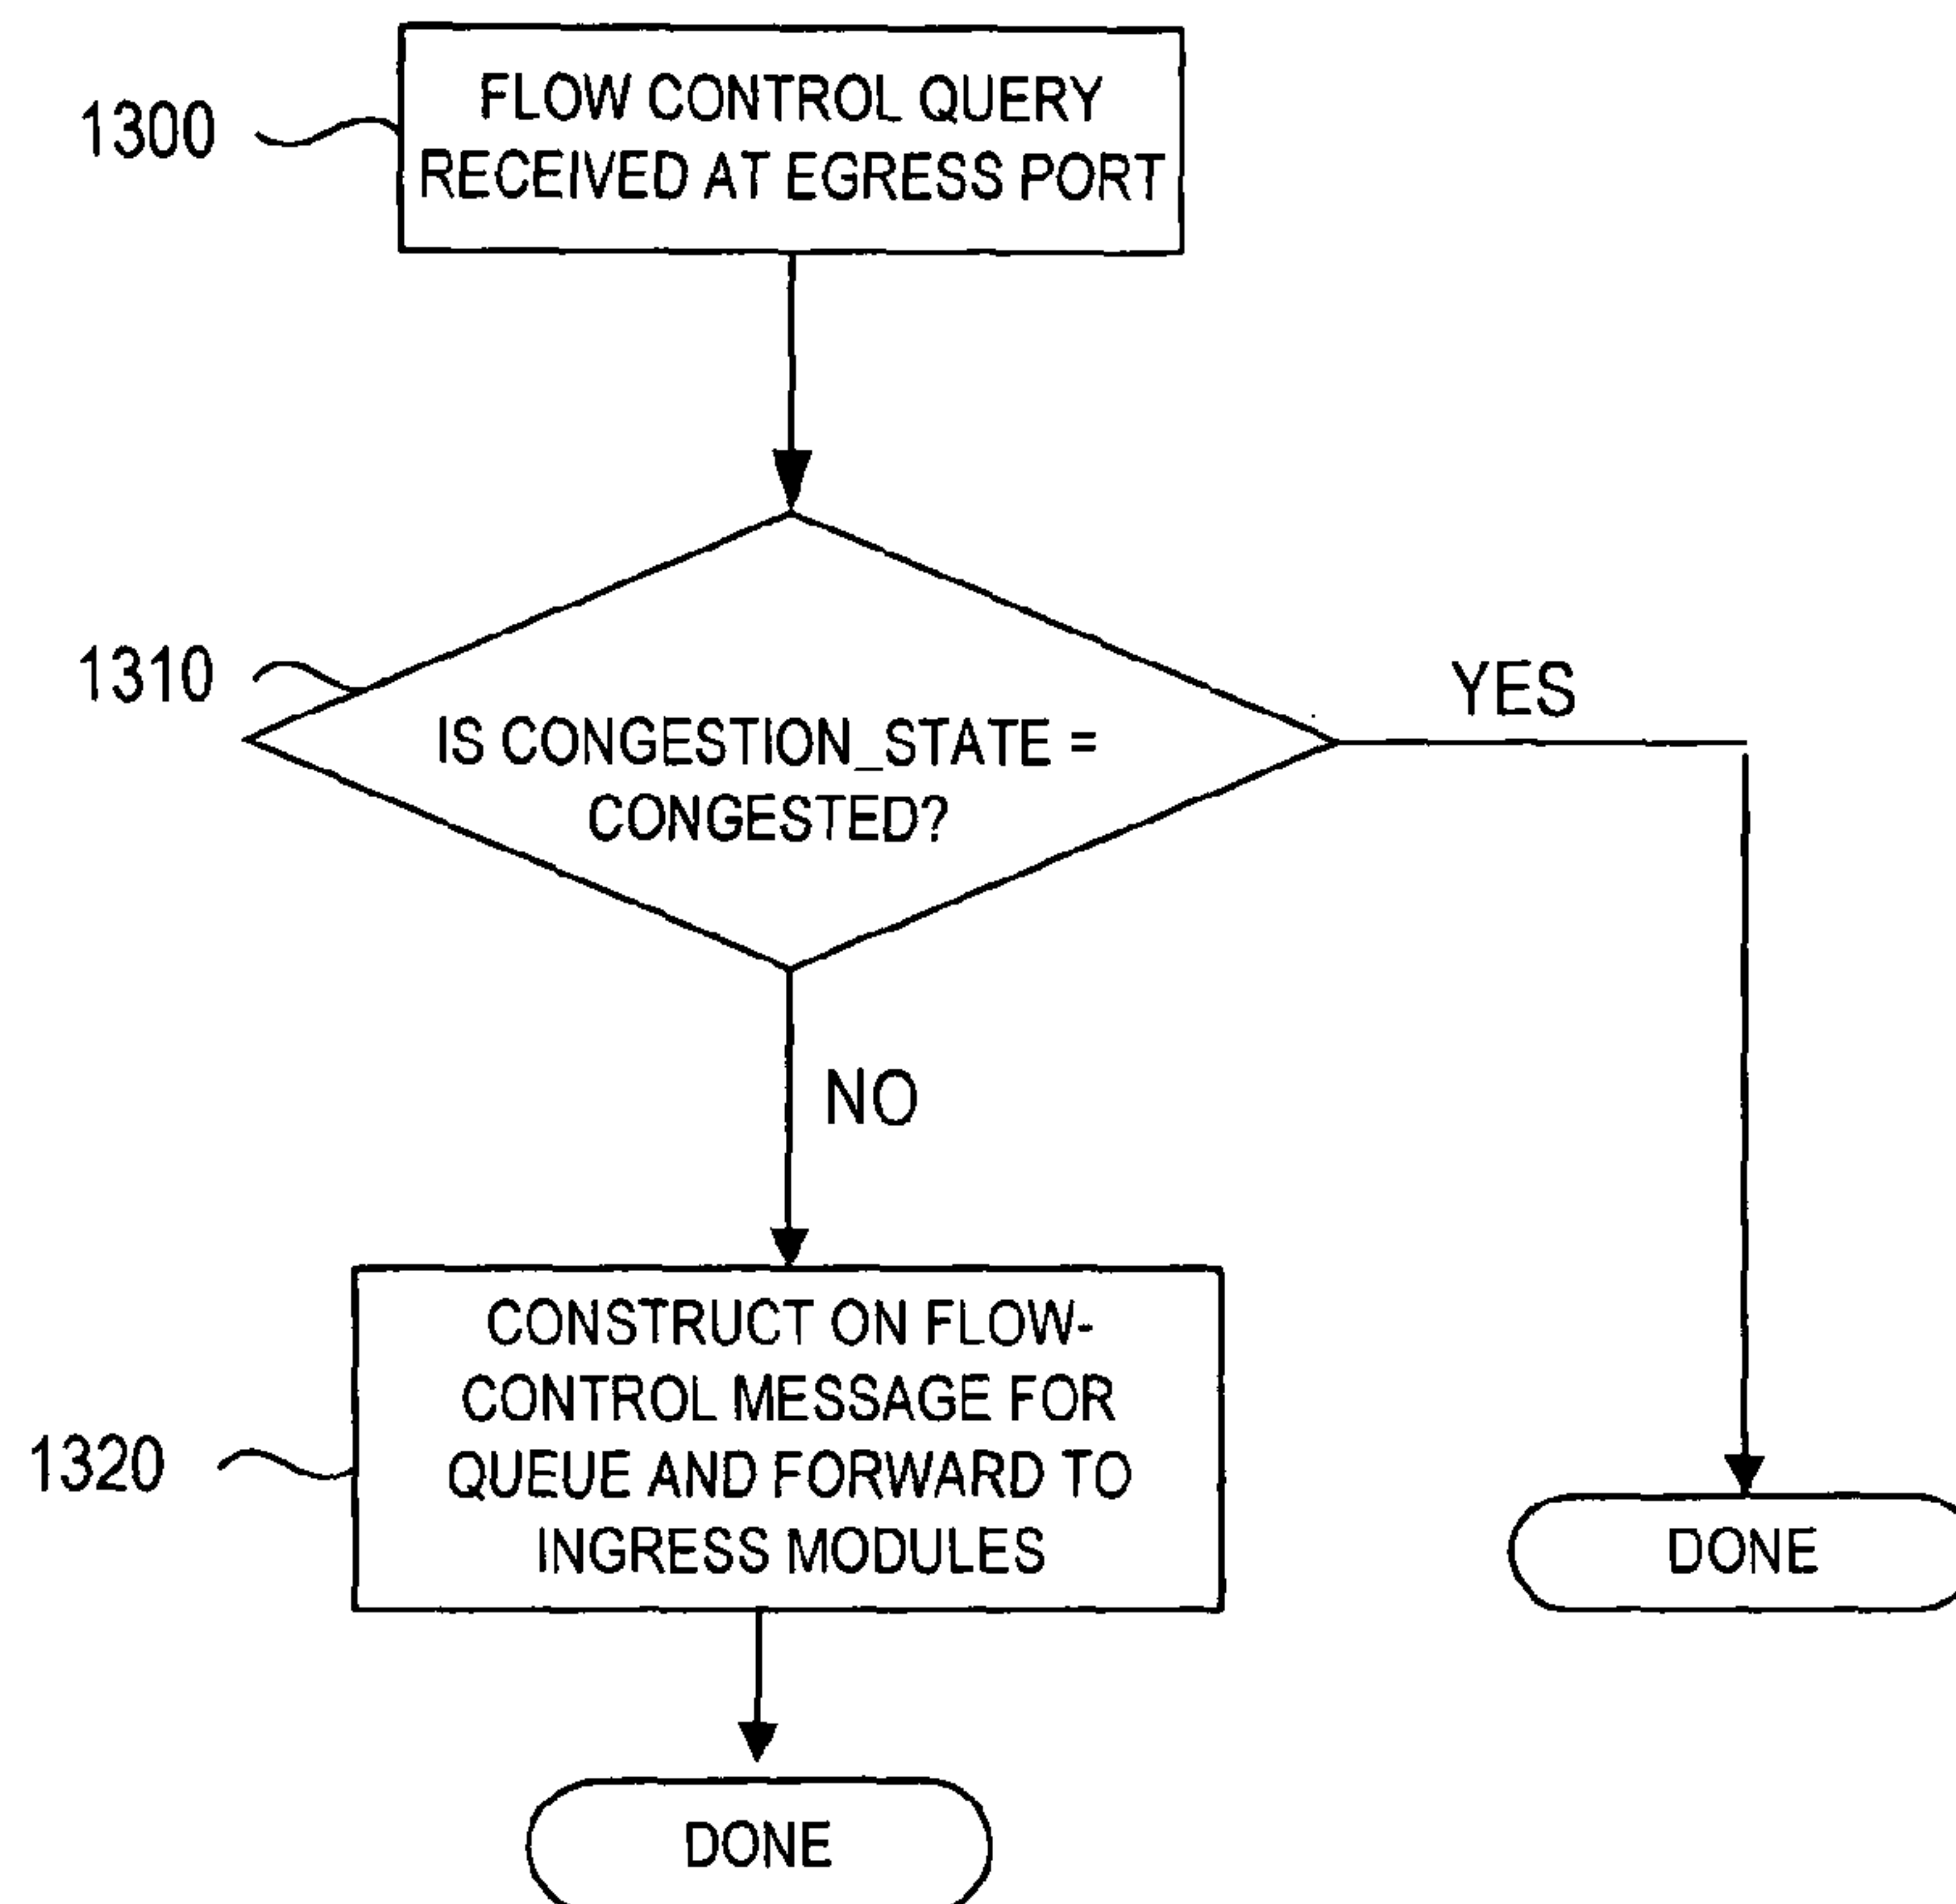 1300
FLOW CONTROL QUERY
RECEIVED AT EGRESS PORT
1310
IS CONGESTION_STATE =
CONGESTED?
YES
NO
1320
CONSTRUCT ON FLOW-
CONTROL MESSAGE FOR
QUEUE AND FORWARD TO
INGRESS MODULES
DONE
DONE